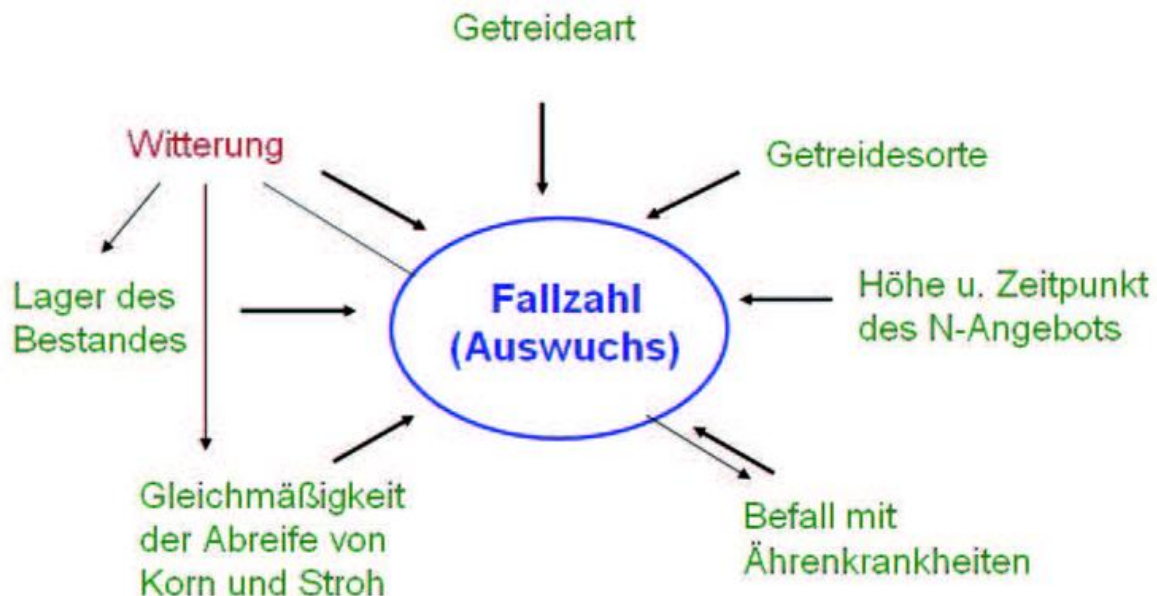 Getreideart
Witterung
Getreidesorte
Lager des
Bestandes
Fallzahl
(Auswuchs)
Höhe u. Zeitpunkt
des N-Angebots
Gleichmäßigkeit
der Abreife von
Korn und Stroh
Befall mit
Ährenkrankheiten